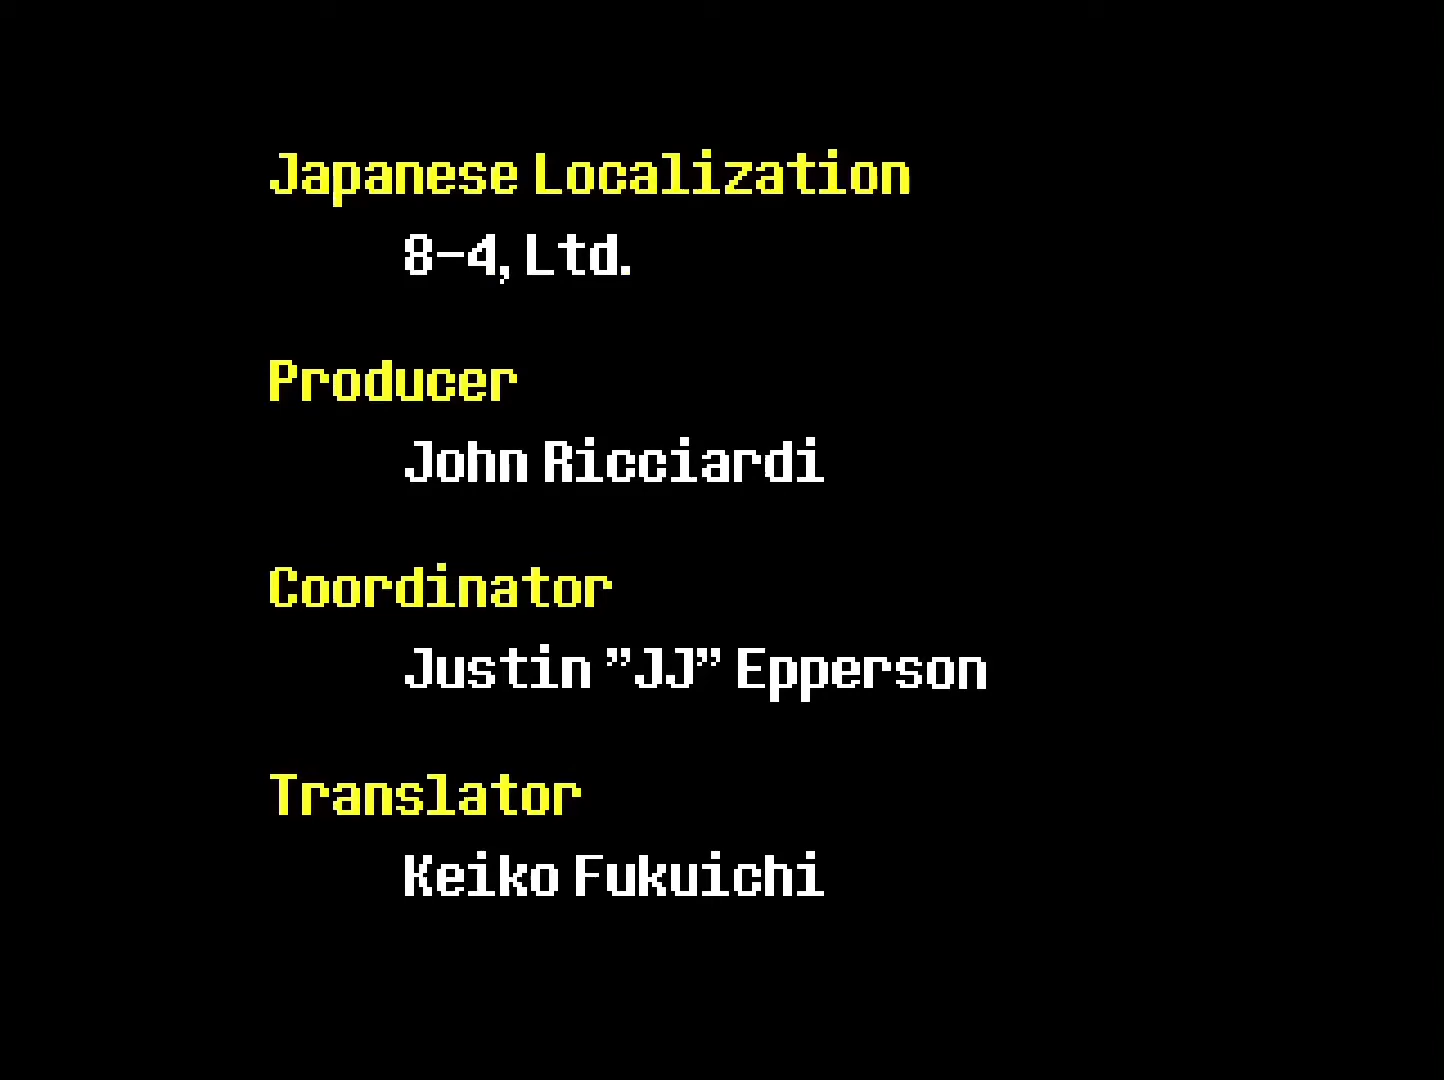 Japanese Localization
8-4, Ltd.
Producer
John Ricciardi
Coordinator
Justin ”JJ” Epperson
Translator
Keiko Fukuichi